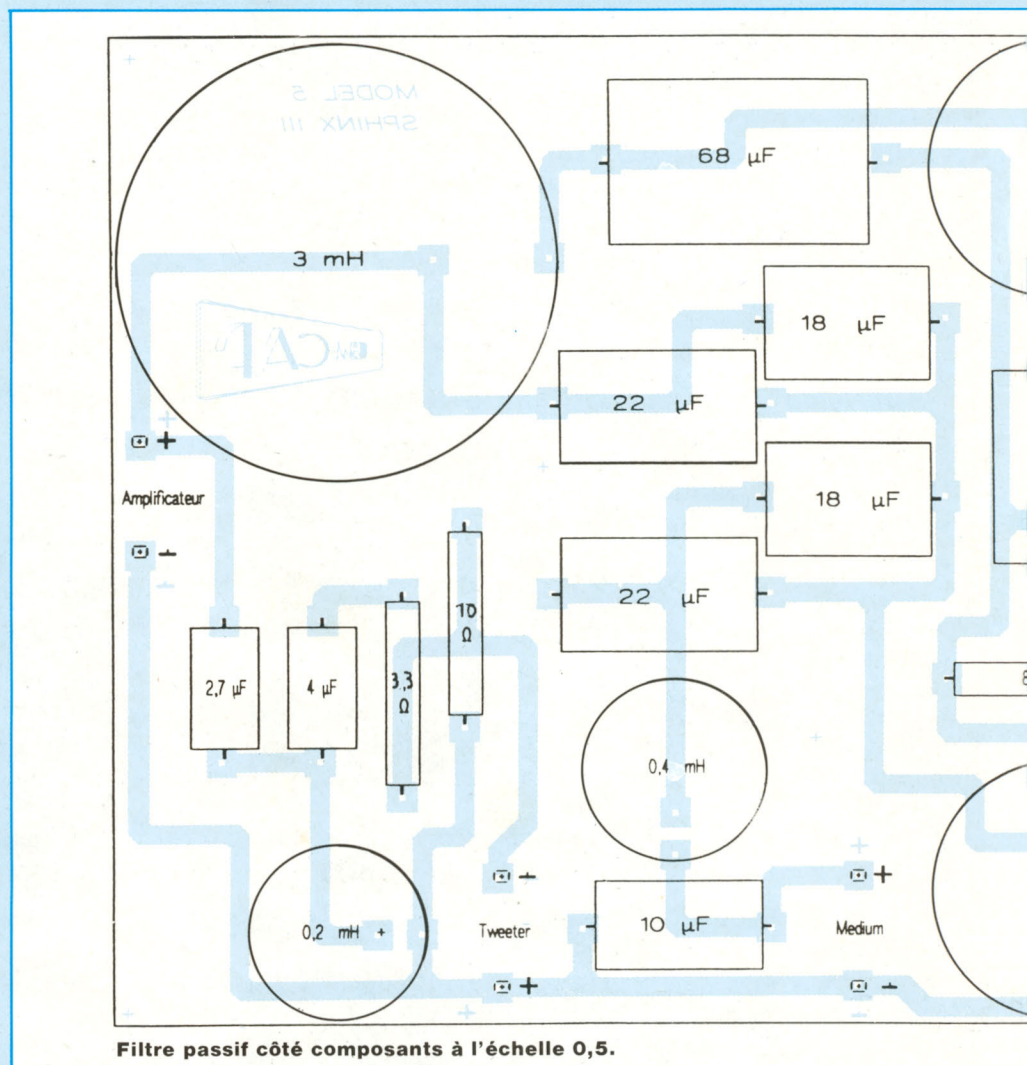 MODEL 5
SPHINX III
68 µF
3 mH
18 µF
22 µF
+
Amplificateur
18 µF
-
22 µF
10 Ω
2,7 µF
4 µF
3,3 Ω
8
0,4 mH
-
+
0,2 mH +
Tweeter
10 µF
Medium
+
-
Filtre passif côté composants à l'échelle 0,5.